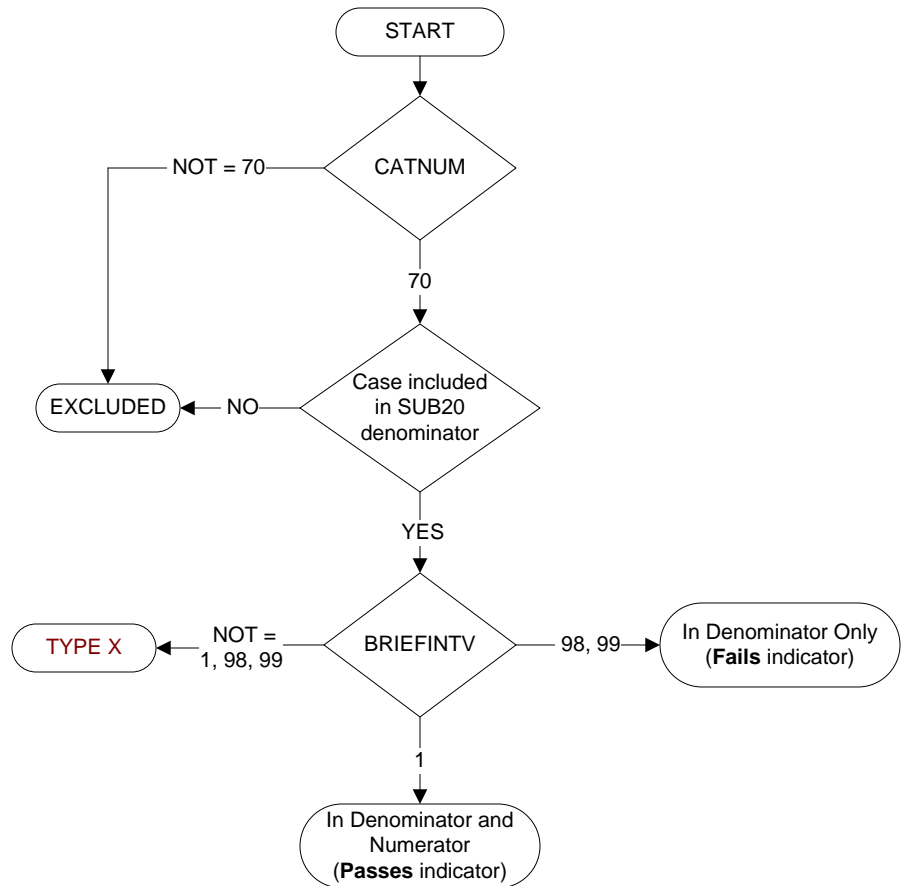 START
CATNUM
NOT = 70
70
Case included
in SUB20
denominator
EXCLUDED
NO
YES
BRIEFINTV
NOT =
1, 98, 99
TYPE X
98, 99
In Denominator Only
(Fails indicator)
1
In Denominator and
Numerator
(Passes indicator)